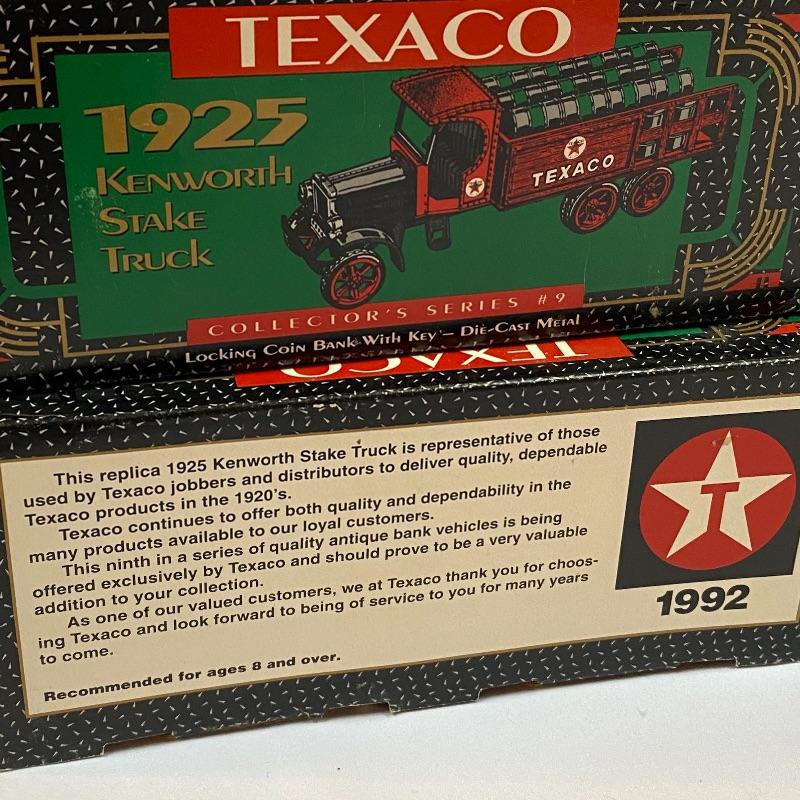 TEXACO
1925
KENWORTH
STAKE
TRUCK
TEXACO
COLLECTOR'S SERIES #9
LOCKING COIN BANK WITH KEY – DIE-CAST METAL
TEXACO
This replica 1925 Kenworth Stake Truck is representative of those
used by Texaco jobbers and distributors to deliver quality, dependable
Texaco products in the 1920's.
Texaco continues to offer both quality and dependability in the
many products available to our loyal customers.
This ninth in a series of quality antique bank vehicles is being
offered exclusively by Texaco and should prove to be a very valuable
addition to your collection.
As one of our valued customers, we at Texaco thank you for choos-
ing Texaco and look forward to being of service to you for many years
to come.
Recommended for ages 8 and over.
T
1992